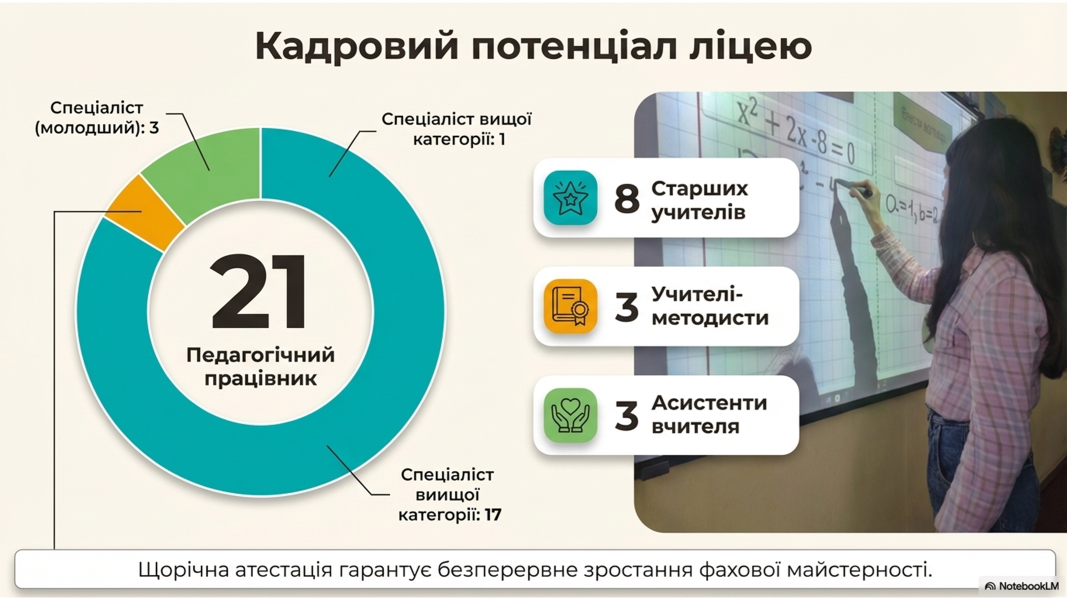 Кадровий потенціал ліцею
Спеціаліст
(молодший): 3
Спеціаліст вищої
категорії: 1
21
Педагогічний
працівник
Спеціаліст
виищої
категорії: 17
8 Старших
учителів
3 Учителі-
методисти
3 Асистенти
вчителя
x² + 2x - 8 = 0
a=1, b=2
Щорічна атестація гарантує безперервне зростання фахової майстерності.
NotebookLM